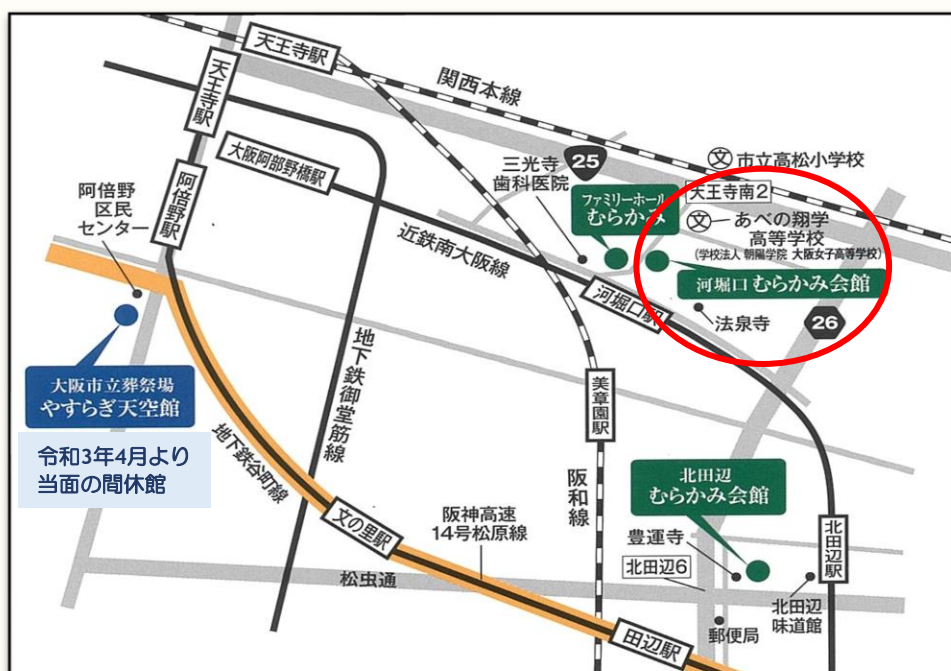 天王寺駅
関西本線
天王寺駅
大阪阿部野橋駅
三光寺
歯科医院
25
文 市立高松小学校
天王寺南2
ファミリーホール
むらかみ
文 あべの翔学
高等学校
(学校法人 朝陽学院 大阪女子高等学校)
阿倍野
区民
センター
阿倍野駅
近鉄南大阪線
河堀口 むらかみ会館
河堀口駅
法泉寺
26
大阪市立葬祭場
やすらぎ天空館
令和3年4月より
当面の間休館
地下鉄御堂筋線
地下鉄谷町線
美章園駅
阪和線
北田辺
むらかみ会館
文の里駅
阪神高速
14号松原線
豊運寺
北田辺6
北田辺駅
松虫通
北田辺
味道館
郵便局
田辺駅